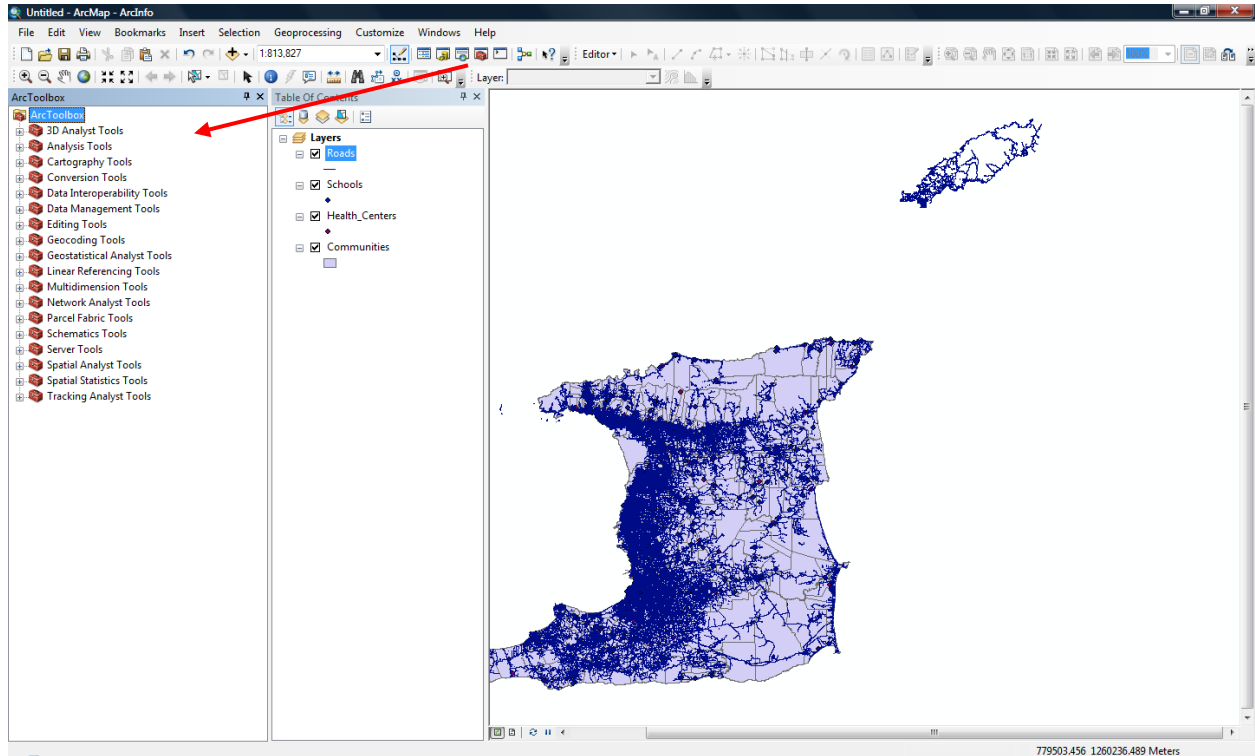 Untitled - ArcMap - ArcInfo
File Edit View Bookmarks Insert Selection Geoprocessing Customize Windows Help
1:813,827 Editor
Layer:
ArcToolbox
ArcToolbox
3D Analyst Tools
Analysis Tools
Cartography Tools
Conversion Tools
Data Interoperability Tools
Data Management Tools
Editing Tools
Geocoding Tools
Geostatistical Analyst Tools
Linear Referencing Tools
Multidimension Tools
Network Analyst Tools
Parcel Fabric Tools
Schematics Tools
Server Tools
Spatial Analyst Tools
Spatial Statistics Tools
Tracking Analyst Tools
Table Of Contents
Layers
Roads
Schools
Health_Centers
Communities
779503.456 1260236.489 Meters